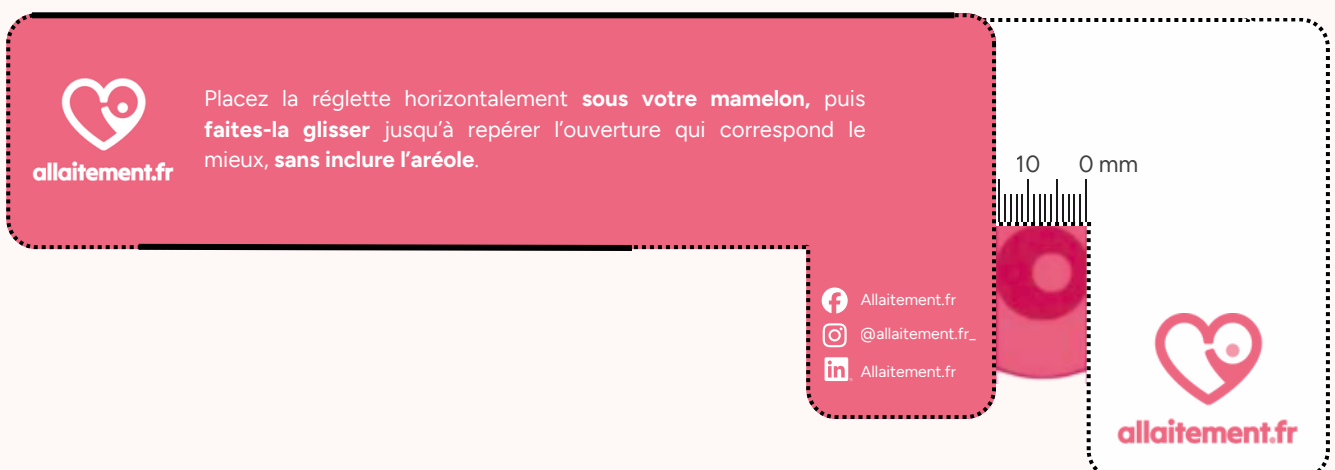 allaitement.fr
Placez la réglette horizontalement sous votre mamelon, puis
faites-la glisser jusqu'à repérer l'ouverture qui correspond le
mieux, sans inclure l'aréole.
10 0 mm
Allaitement.fr
@allaitement.fr_
Allaitement.fr
allaitement.fr